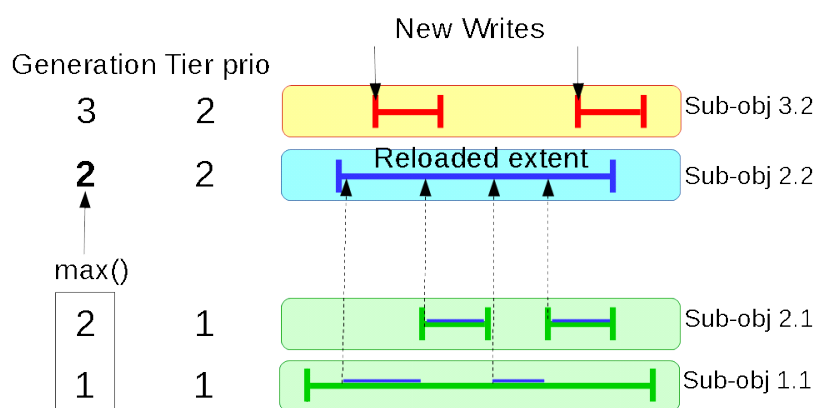 New Writes
Generation Tier prio
3 2 Sub-obj 3.2
Reloaded extent
2 2 Sub-obj 2.2
max()
2 1 Sub-obj 2.1
1 1 Sub-obj 1.1